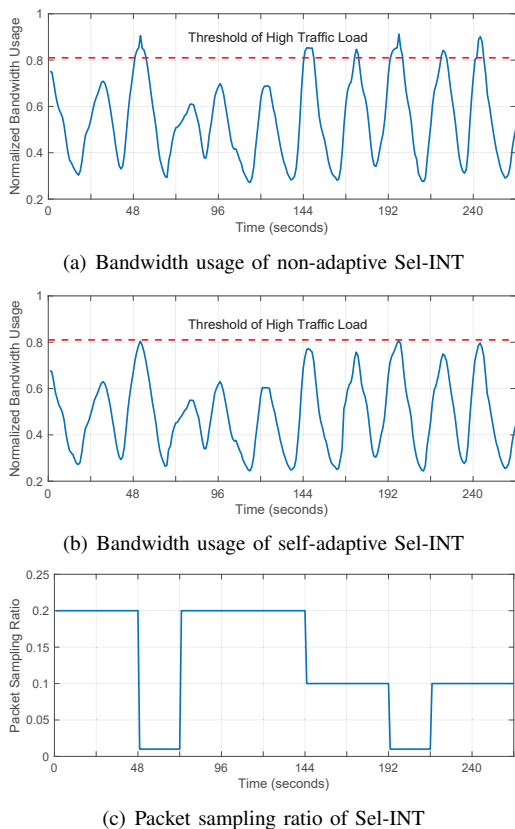 1
0.8
0.6
0.4
0.2
Normalized Bandwidth Usage
Threshold of High Traffic Load
0 48 96 144 192 240
Time (seconds)
(a) Bandwidth usage of non-adaptive Sel-INT
1
0.8
0.6
0.4
0.2
Normalized Bandwidth Usage
Threshold of High Traffic Load
0 48 96 144 192 240
Time (seconds)
(b) Bandwidth usage of self-adaptive Sel-INT
0.25
0.2
0.15
0.1
0.05
0
Packet Sampling Ratio
0 48 96 144 192 240
Time (seconds)
(c) Packet sampling ratio of Sel-INT